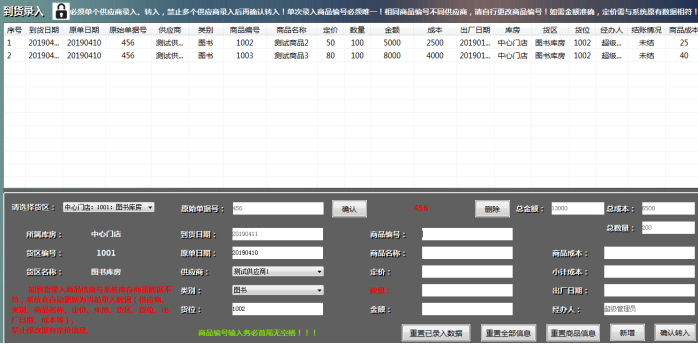 到货录入 必须单个供应商录入。转入，禁止多个供应商录入后再确认转入！单次录入商品编号必须唯一！相同商品编号不同供应商，请自行更改商品编号！如需金额准确，定价需与系统原有数据相符！
序号 到货日期 原单日期 原始单据号 供应商 类别 商品编号 商品名称 定价 数量 金额 成本 出厂日期 库房 货区 货位 经办人 结账情况 商品成本
1 201904... 20190410 456 测试供... 图书 1002 测试商品2 50 100 5000 2500 201901... 中心门店 图书库房 1002 超级... 未结 25
2 201904... 20190410 456 测试供... 图书 1003 测试商品3 80 100 8000 4000 201901... 中心门店 图书库房 1002 超级... 未结 40
请选择货区： 中心门店：1001：图书库房 原始单据号： 456 确认 456 删除 总金额： 13000 总成本： 6500
总数量： 200
所属库房： 中心门店 到货日期： 20190411 商品编号：
货区编号： 1001 原单日期： 20190410 商品名称： 商品成本：
货区名称： 图书库房 供应商： 测试供应商1 定价： 小计成本：
类别： 图书 数量： 出厂日期：
货位： 1002 金额： 经办人： 超级管理员
商品编号输入务必首尾无空格！！！
重置已录入数据 重置全部信息 重置商品信息 新增 确认转入